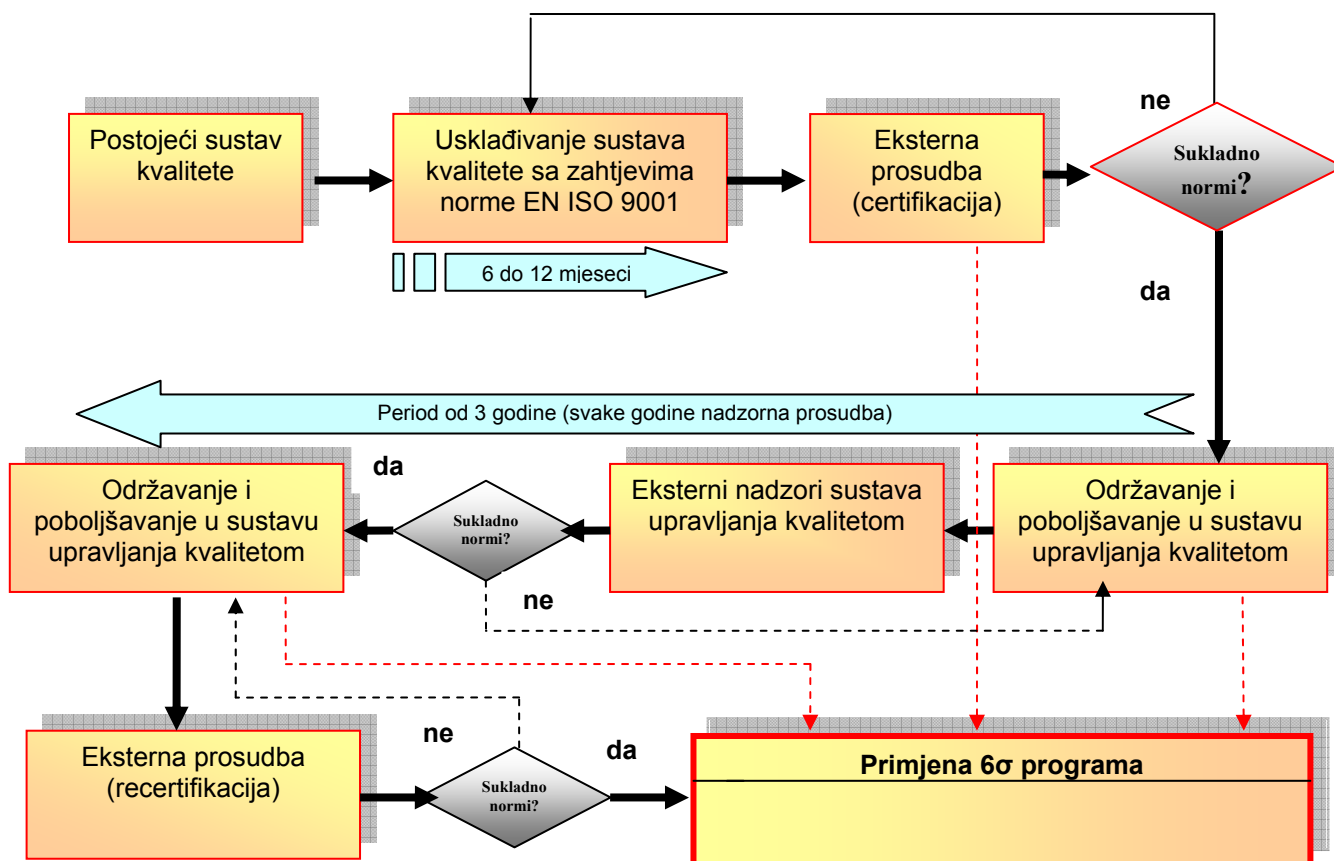 ne
Postojeći sustav
kvalitete
Usklađivanje sustava
kvalitete sa zahtjevima
norme EN ISO 9001
Eksterna
prosudba
(certifikacija)
Sukladno
normi?
6 do 12 mjeseci
da
Period od 3 godine (svake godine nadzorna prosudba)
da
Održavanje i
poboljšavanje u sustavu
upravljanja kvalitetom
Sukladno
normi?
Eksterni nadzori sustava
upravljanja kvalitetom
Održavanje i
poboljšavanje u sustavu
upravljanja kvalitetom
ne
Eksterna prosudba
(recertifikacija)
ne
Sukladno
normi?
da
Primjena 6σ programa